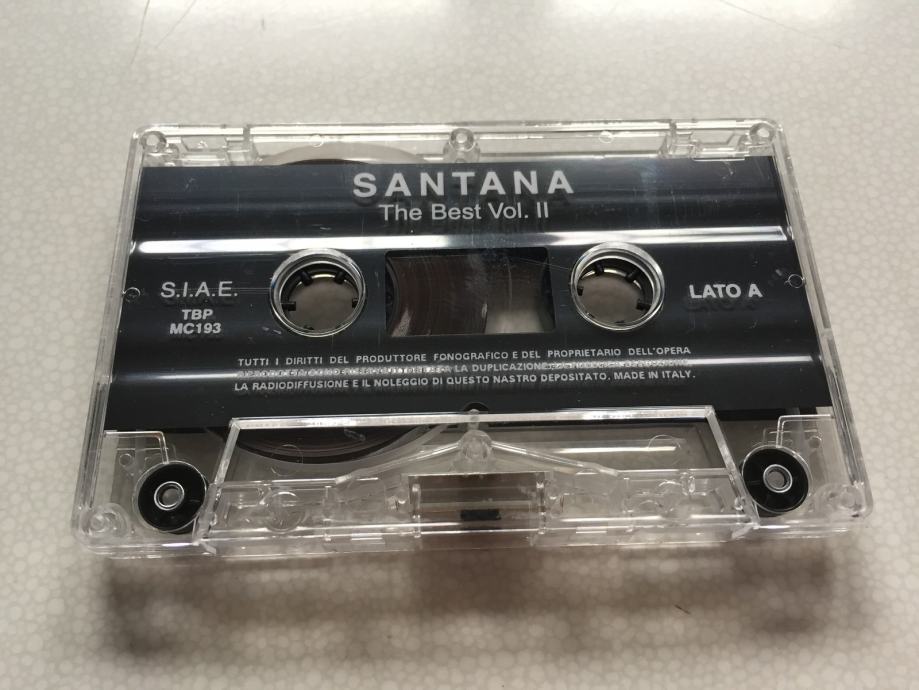 SANTANA
The Best Vol. II
S.I.A.E.
TBP
MC193
LATO A
TUTTI I DIRITTI DEL PRODUTTORE FONOGRAFICO E DEL PROPRIETARIO DELL'OPERA
LA DUPLICAZIONE
LA RADIODIFFUSIONE E IL NOLEGGIO DI QUESTO NASTRO DEPOSITATO. MADE IN ITALY.